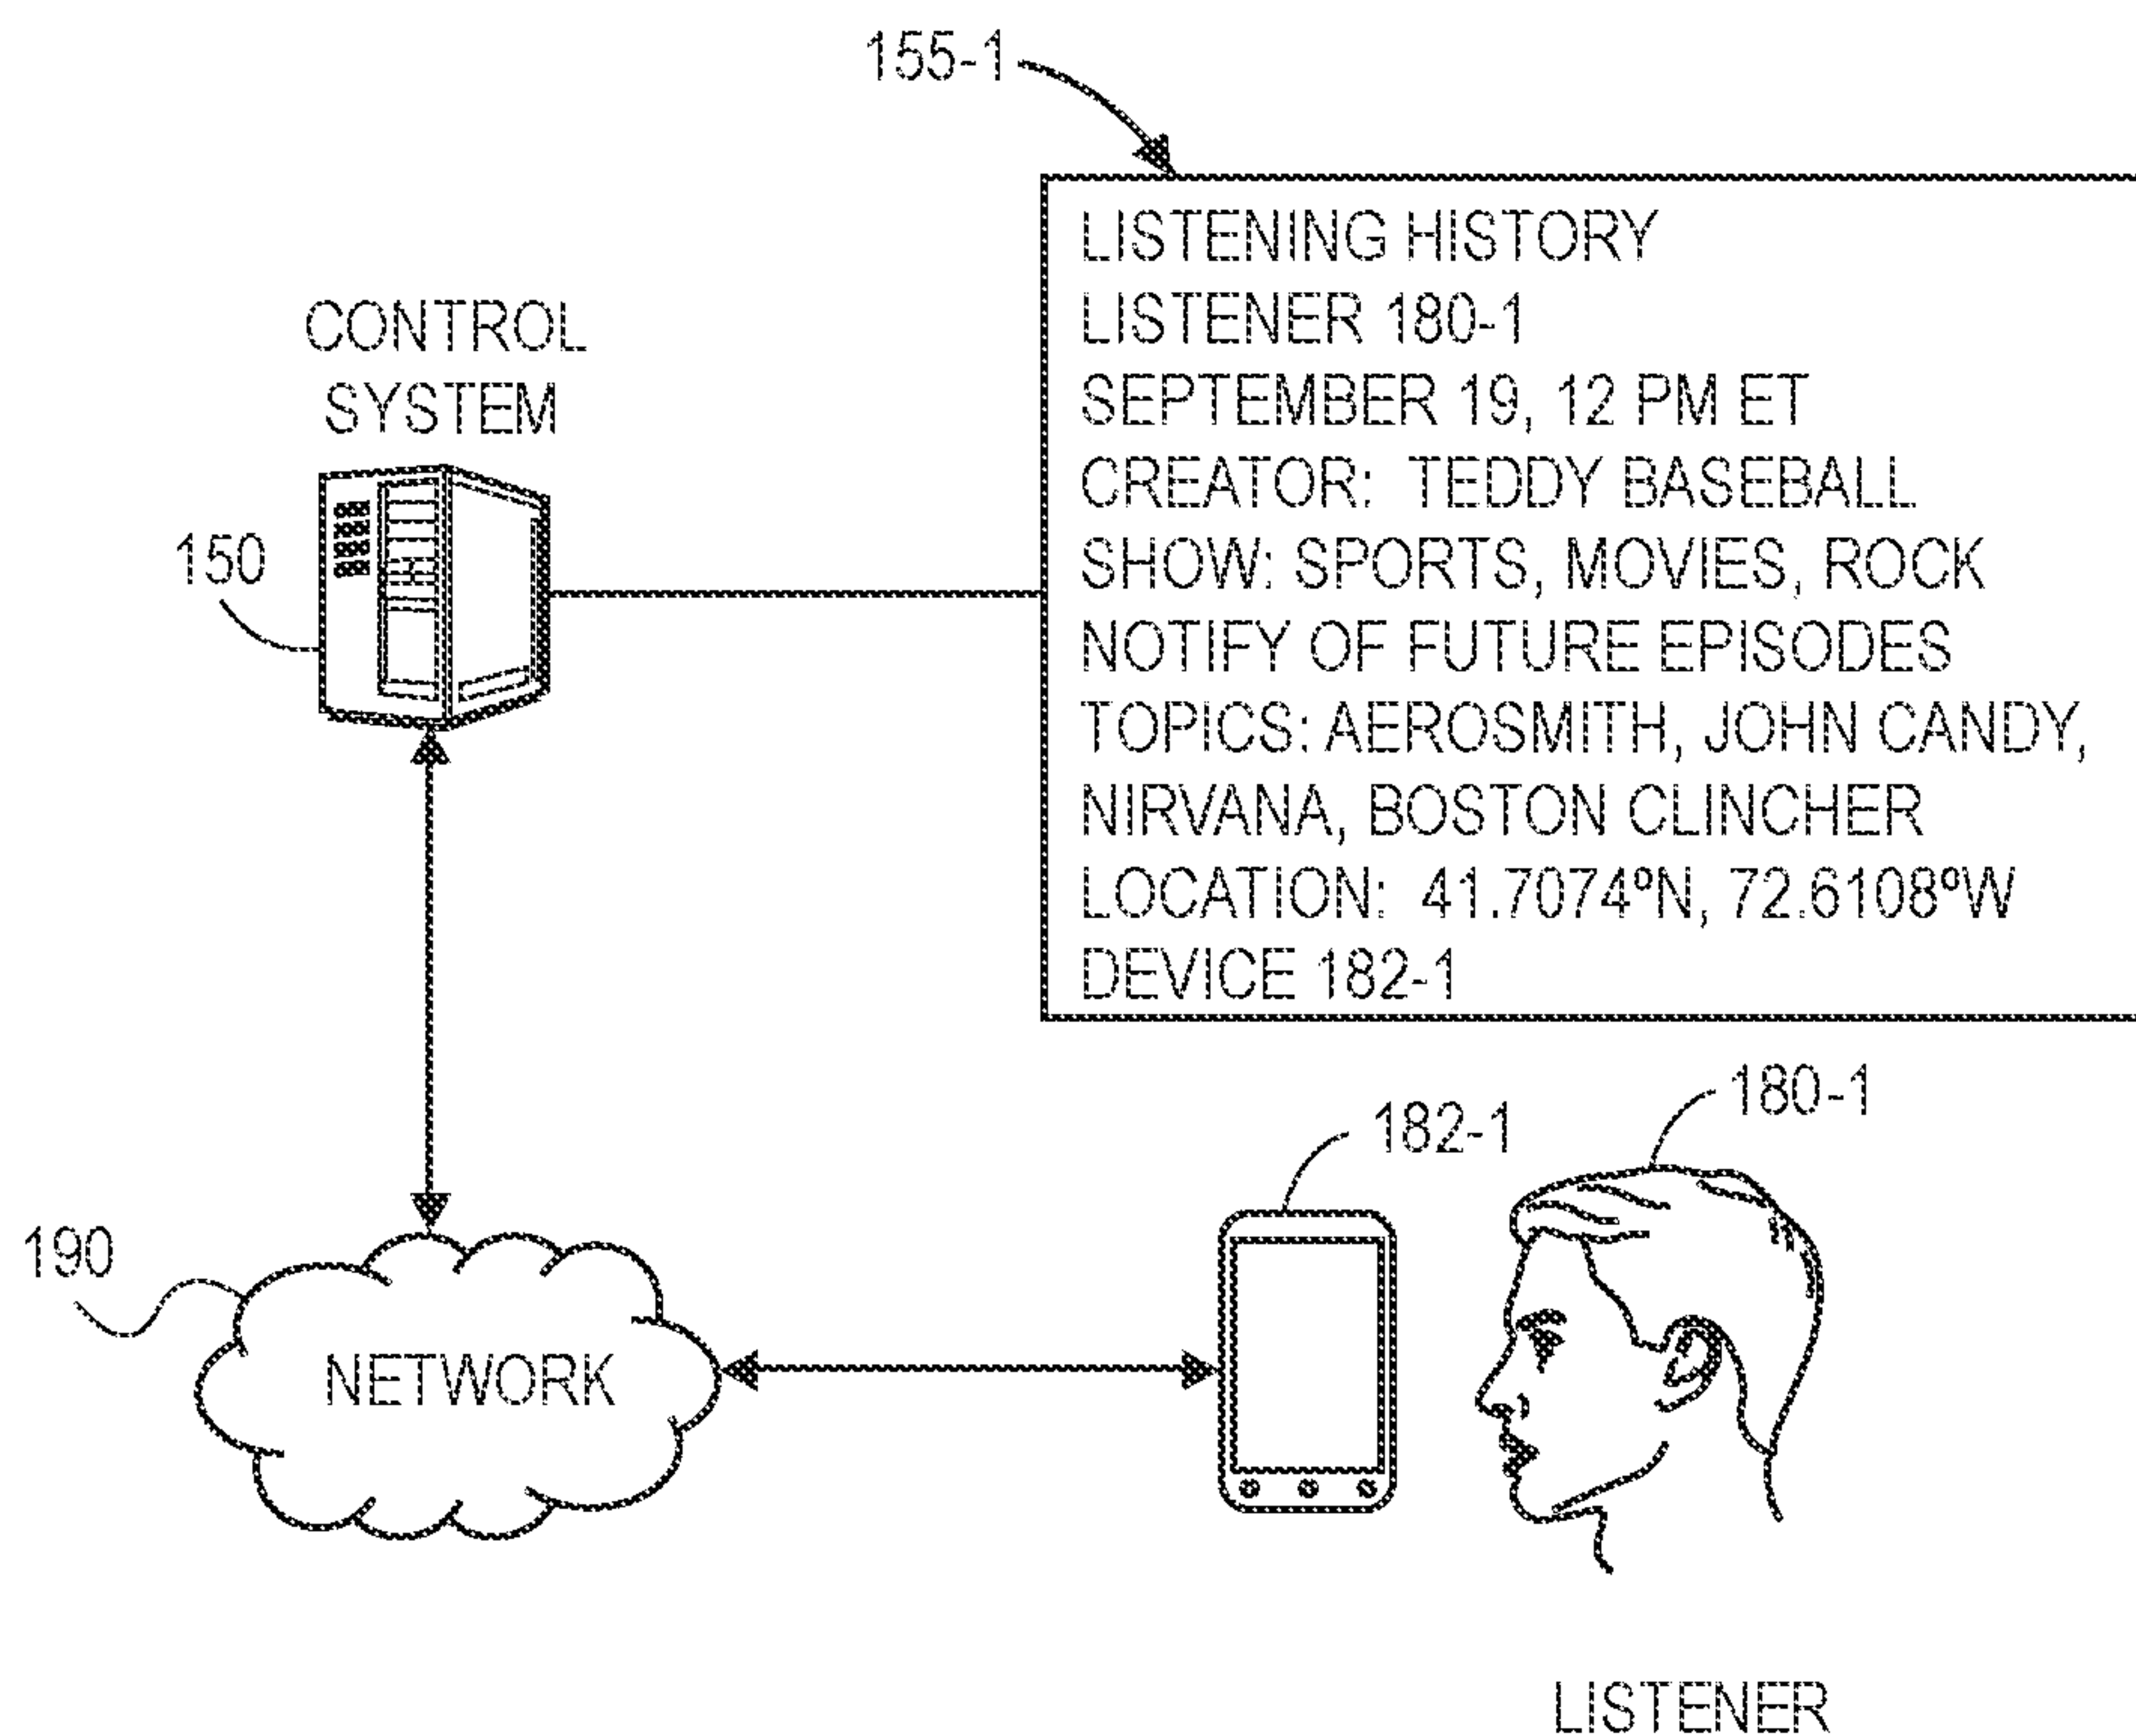 155-1
LISTENING HISTORY
LISTENER 180-1
SEPTEMBER 19, 12 PM ET
CREATOR: TEDDY BASEBALL
SHOW: SPORTS, MOVIES, ROCK
NOTIFY OF FUTURE EPISODES
TOPICS: AEROSMITH, JOHN CANDY,
NIRVANA, BOSTON CLINCHER
LOCATION: 41.7074ºN, 72.6108ºW
DEVICE 182-1
CONTROL
SYSTEM
150
180-1
182-1
190
NETWORK
LISTENER